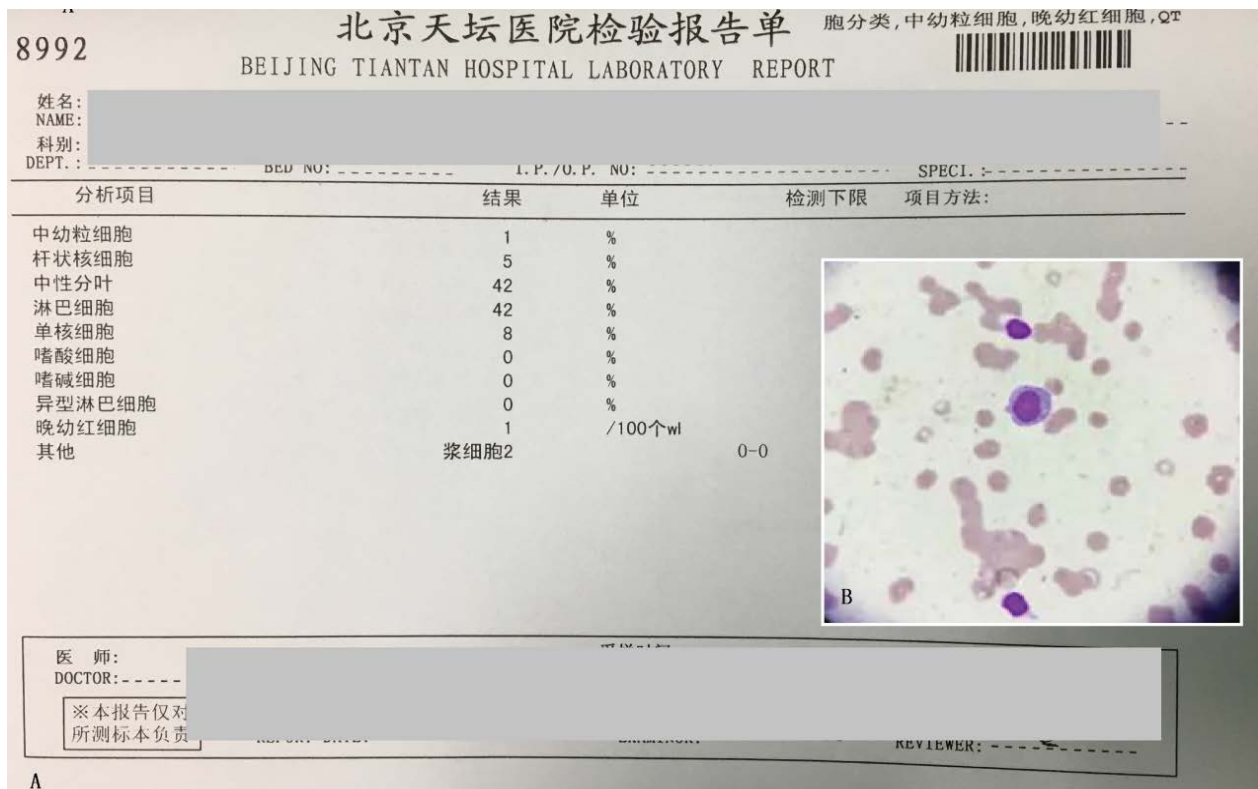 北京天坛医院检验报告单
胞分类,中幼粒细胞,晚幼红细胞,QT
8992
BEIJING TIANTAN HOSPITAL LABORATORY REPORT
姓名:
NAME:
科别:
DEPT.: BED NO: I.P./O.P. NO: SPECI.:
分析项目 结果 单位 检测下限 项目方法:
中幼粒细胞 1 %
杆状核细胞 5 %
中性分叶 42 %
淋巴细胞 42 %
单核细胞 8 %
嗜酸细胞 0 %
嗜碱细胞 0 %
异型淋巴细胞 0 %
晚幼红细胞 1 /100个wl
其他 浆细胞2 0-0
B
医 师:
DOCTOR:
※本报告仅对
所测标本负责
REVIEWER:
A